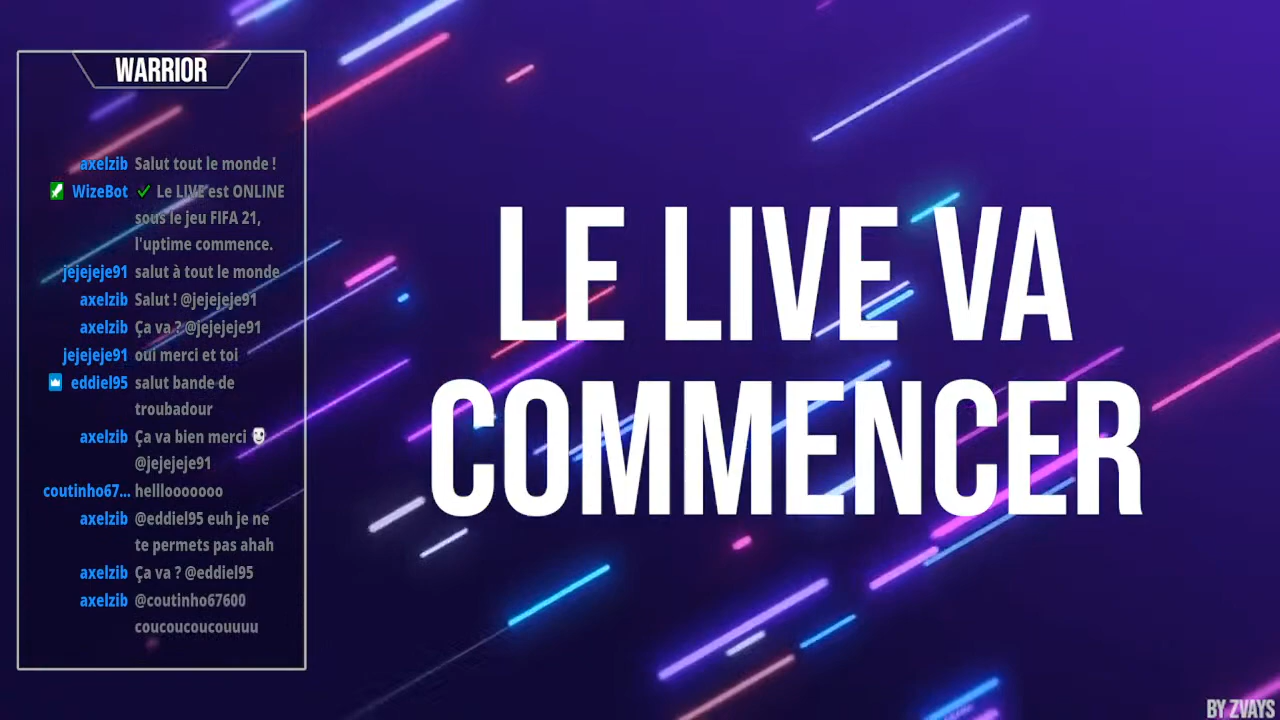 WARRIOR
axelzib Salut tout le monde !
WizeBot ✔ Le LIVE est ONLINE
sous le jeu FIFA 21,
l'uptime commence.
jejejeje91 salut à tout le monde
axelzib Salut ! @jejejeje91
axelzib Ça va ? @jejejeje91
jejejeje91 oui merci et toi
eddiel95 salut bande de
troubadour
axelzib Ça va bien merci
@jejejeje91
coutinho67... hellloooooo
axelzib @eddiel95 euh je ne
te permets pas ahah
axelzib Ça va ? @eddiel95
axelzib @coutinho67600
coucoucoucouuuu
LE LIVE VA
COMMENCER
BY ZVAYS